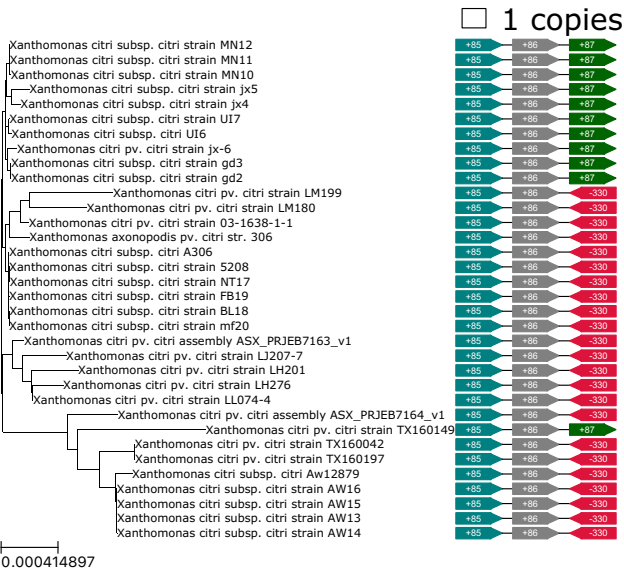 1 copies
Xanthomonas citri subsp. citri strain MN12 +85 +86 +87
Xanthomonas citri subsp. citri strain MN11 +85 +86 +87
Xanthomonas citri subsp. citri strain MN10 +85 +86 +87
Xanthomonas citri subsp. citri strain jx5 +85 +86 +87
Xanthomonas citri subsp. citri strain jx4 +85 +86 +87
Xanthomonas citri subsp. citri strain UI7 +85 +86 +87
Xanthomonas citri subsp. citri UI6 +85 +86 +87
Xanthomonas citri pv. citri strain jx-6 +85 +86 +87
Xanthomonas citri subsp. citri strain gd3 +85 +86 +87
Xanthomonas citri subsp. citri strain gd2 +85 +86 +87
Xanthomonas citri pv. citri strain LM199 +85 +86 -330
Xanthomonas citri pv. citri strain LM180 +85 +86 -330
Xanthomonas citri pv. citri strain 03-1638-1-1 +85 +86 -330
Xanthomonas axonopodis pv. citri str. 306 +85 +86 -330
Xanthomonas citri subsp. citri A306 +85 +86 -330
Xanthomonas citri subsp. citri strain 5208 +85 +86 -330
Xanthomonas citri subsp. citri strain NT17 +85 +86 -330
Xanthomonas citri subsp. citri strain FB19 +85 +86 -330
Xanthomonas citri subsp. citri strain BL18 +85 +86 -330
Xanthomonas citri subsp. citri strain mf20 +85 +86 -330
Xanthomonas citri pv. citri assembly ASX_PRJEB7163_v1 +85 +86 -330
Xanthomonas citri pv. citri strain LJ207-7 +85 +86 -330
Xanthomonas citri pv. citri strain LH201 +85 +86 -330
Xanthomonas citri pv. citri strain LH276 +85 +86 -330
Xanthomonas citri pv. citri strain LL074-4 +85 +86 -330
Xanthomonas citri pv. citri assembly ASX_PRJEB7164_v1 +85 +86 -330
Xanthomonas citri pv. citri strain TX160149 +85 +86 +87
Xanthomonas citri pv. citri strain TX160042 +85 +86 -330
Xanthomonas citri pv. citri strain TX160197 +85 +86 -330
Xanthomonas citri subsp. citri Aw12879 +85 +86 -330
Xanthomonas citri subsp. citri strain AW16 +85 +86 -330
Xanthomonas citri subsp. citri strain AW15 +85 +86 -330
Xanthomonas citri subsp. citri strain AW13 +85 +86 -330
Xanthomonas citri subsp. citri strain AW14 +85 +86 -330
0.000414897